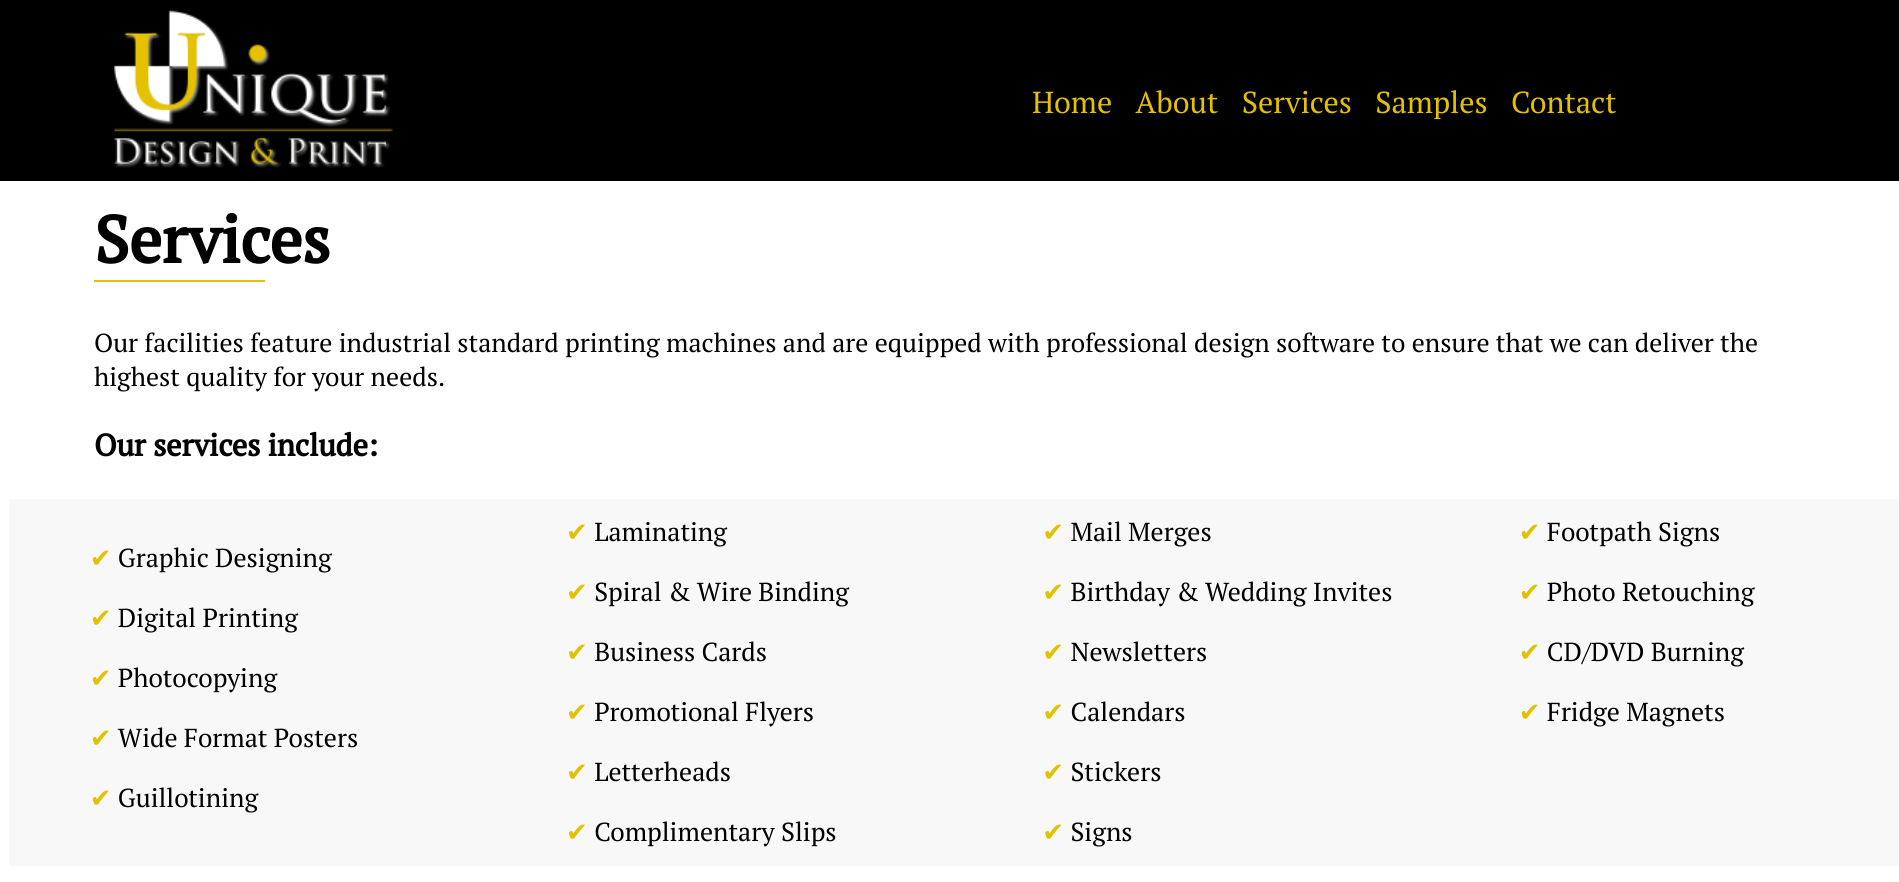 UNIQUE
DESIGN & PRINT
Home About Services Samples Contact
Services
Our facilities feature industrial standard printing machines and are equipped with professional design software to ensure that we can deliver the
highest quality for your needs.
Our services include:
✔ Graphic Designing
✔ Digital Printing
✔ Photocopying
✔ Wide Format Posters
✔ Guillotining
✔ Laminating
✔ Spiral & Wire Binding
✔ Business Cards
✔ Promotional Flyers
✔ Letterheads
✔ Complimentary Slips
✔ Mail Merges
✔ Birthday & Wedding Invites
✔ Newsletters
✔ Calendars
✔ Stickers
✔ Signs
✔ Footpath Signs
✔ Photo Retouching
✔ CD/DVD Burning
✔ Fridge Magnets